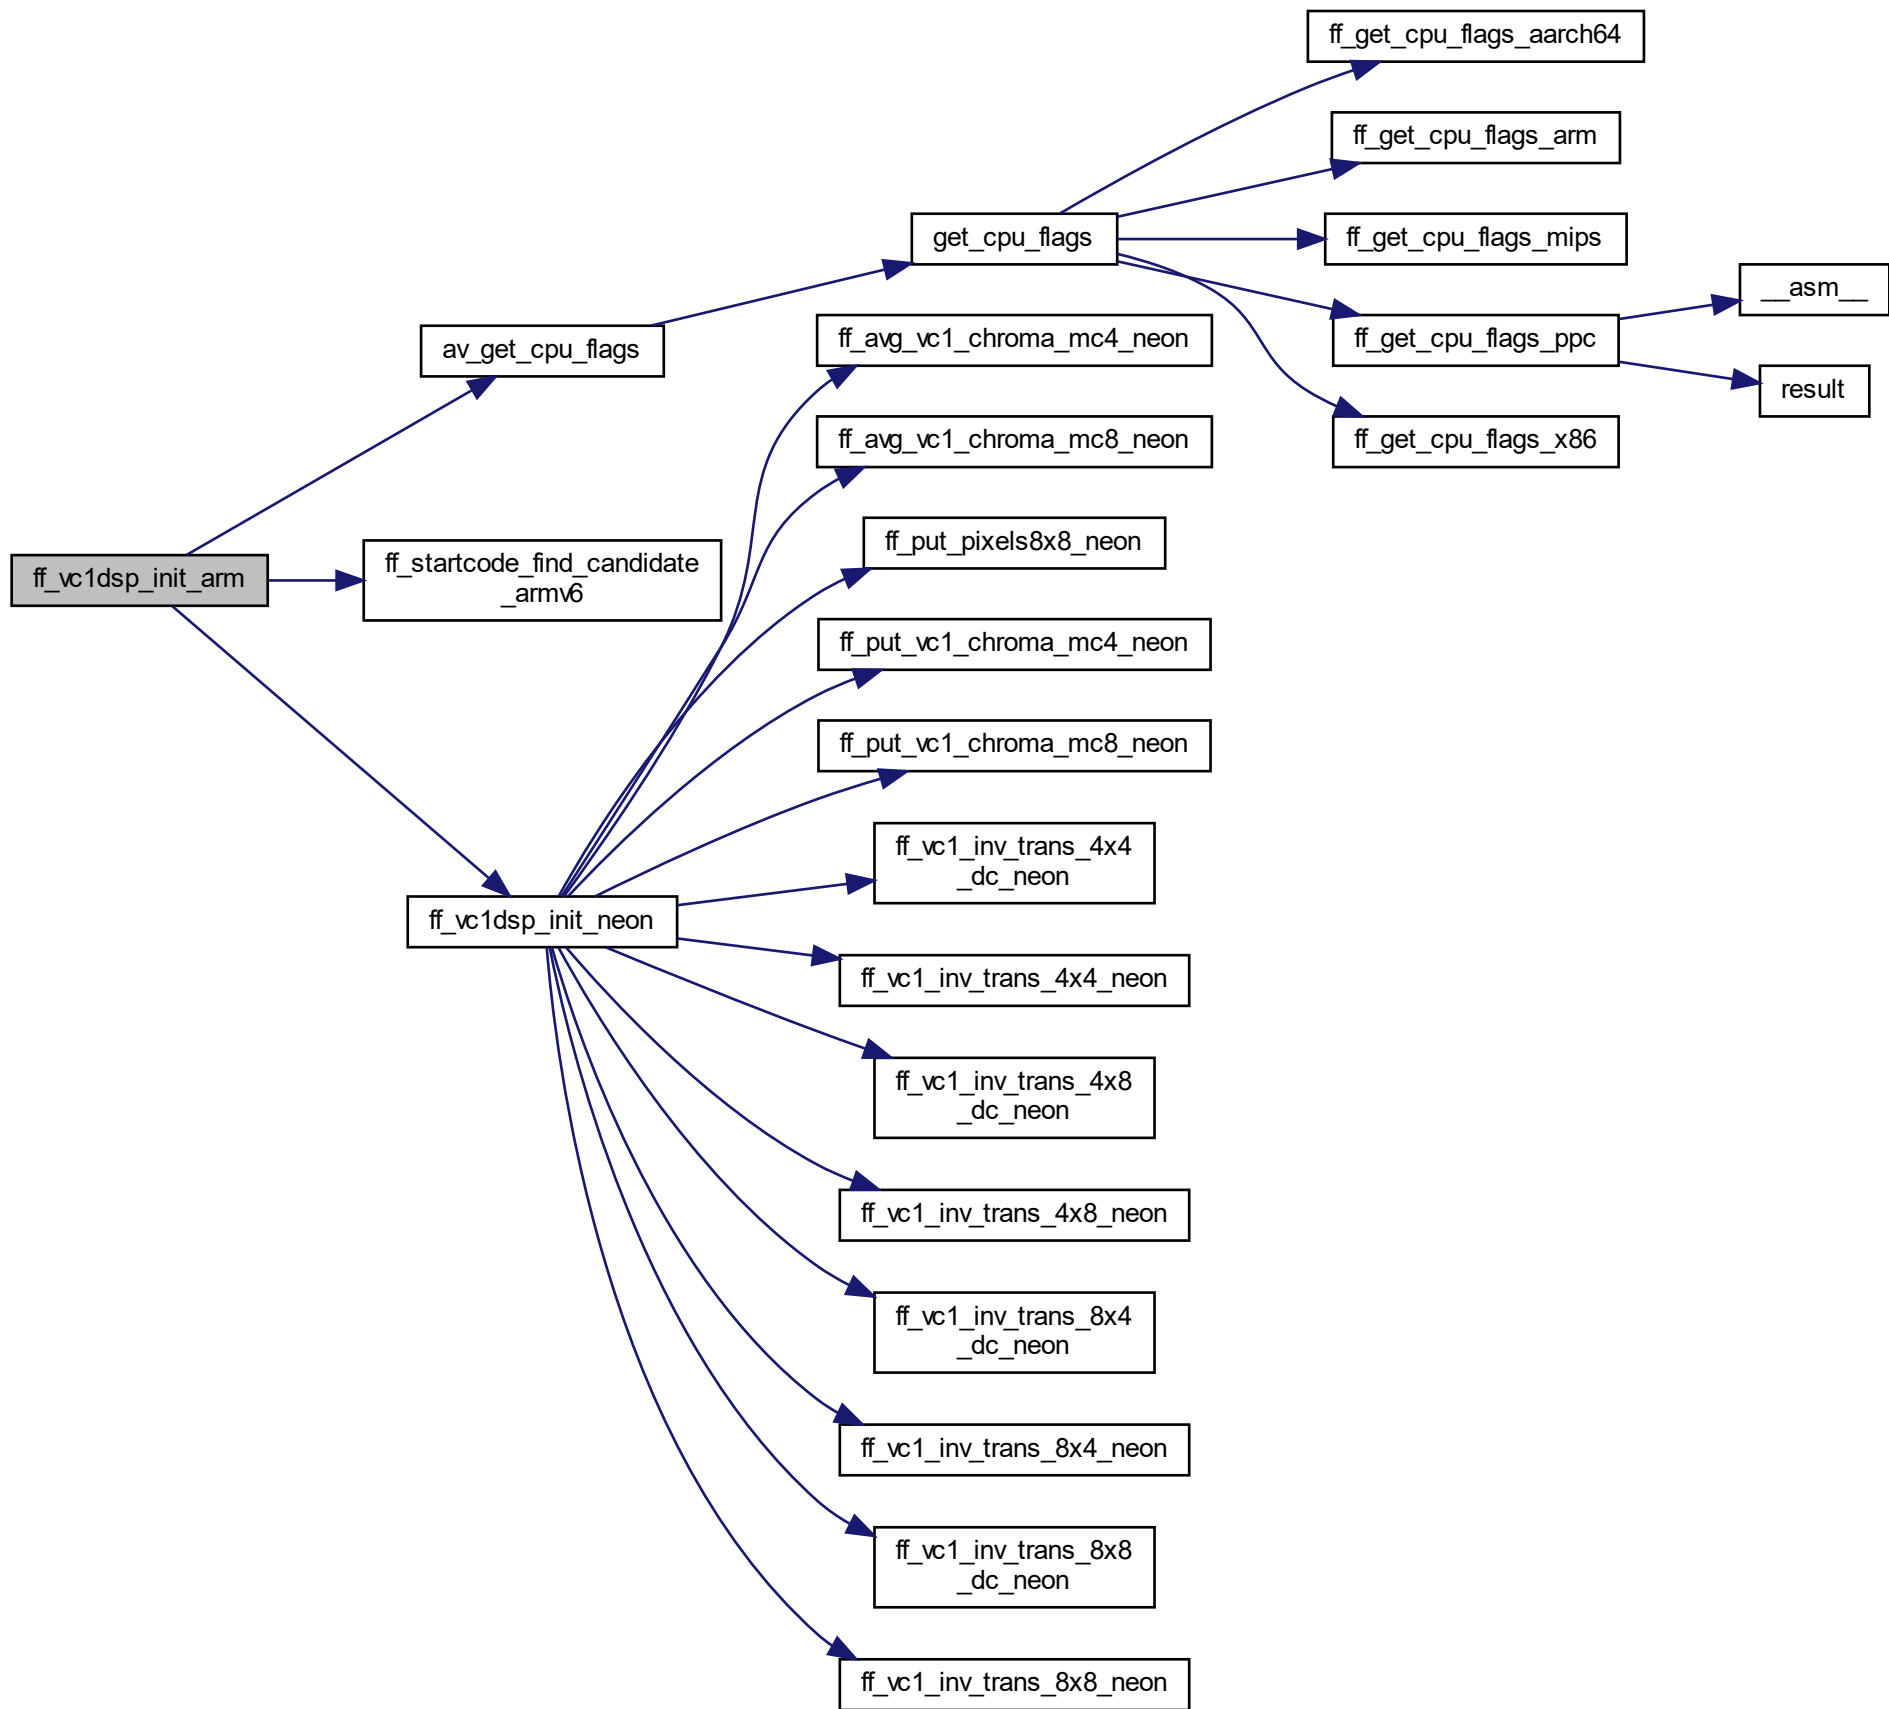 ff_get_cpu_flags_aarch64
ff_get_cpu_flags_arm
get_cpu_flags
ff_get_cpu_flags_mips
__asm__
av_get_cpu_flags
ff_avg_vc1_chroma_mc4_neon
ff_get_cpu_flags_ppc
result
ff_avg_vc1_chroma_mc8_neon
ff_get_cpu_flags_x86
ff_put_pixels8x8_neon
ff_vc1dsp_init_arm
ff_startcode_find_candidate
_armv6
ff_put_vc1_chroma_mc4_neon
ff_put_vc1_chroma_mc8_neon
ff_vc1_inv_trans_4x4
_dc_neon
ff_vc1dsp_init_neon
ff_vc1_inv_trans_4x4_neon
ff_vc1_inv_trans_4x8
_dc_neon
ff_vc1_inv_trans_4x8_neon
ff_vc1_inv_trans_8x4
_dc_neon
ff_vc1_inv_trans_8x4_neon
ff_vc1_inv_trans_8x8
_dc_neon
ff_vc1_inv_trans_8x8_neon